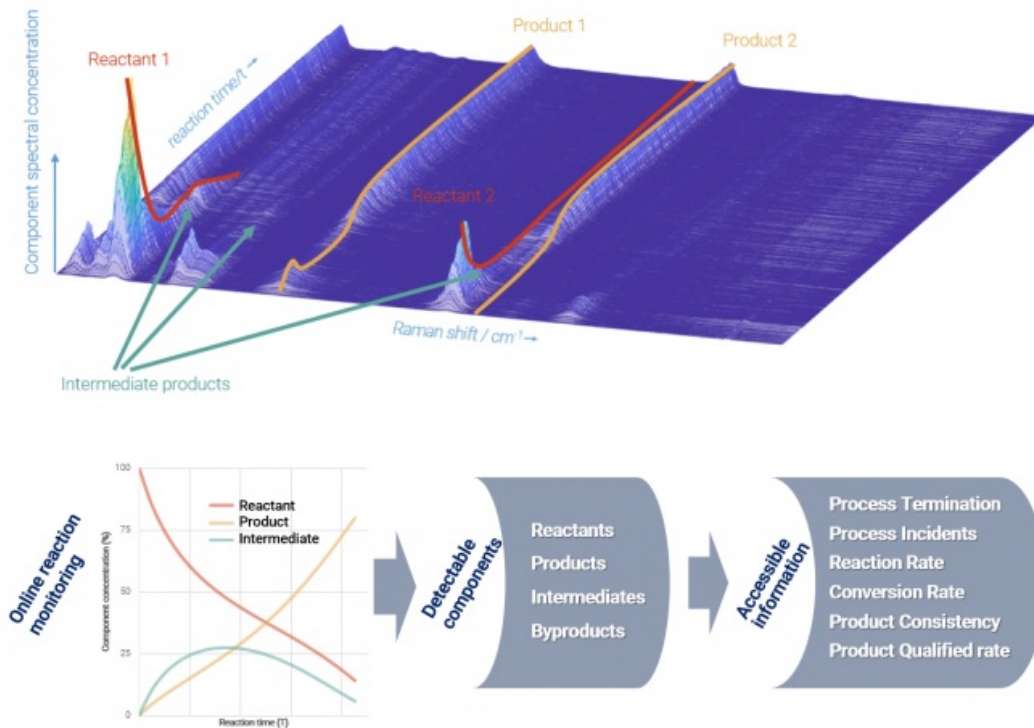 Product 1
Product 2
Reactant 1
Component spectral concentration
reaction time/t →
Reactant 2
Raman shift / cm⁻¹ →
Intermediate products
Online reaction
monitoring
Component concentration (%)
100
75
50
25
0
Reactant
Product
Intermediate
Reaction time (T)
Detectable
components
Reactants
Products
Intermediates
Byproducts
Accessible
information
Process Termination
Process Incidents
Reaction Rate
Conversion Rate
Product Consistency
Product Qualified rate